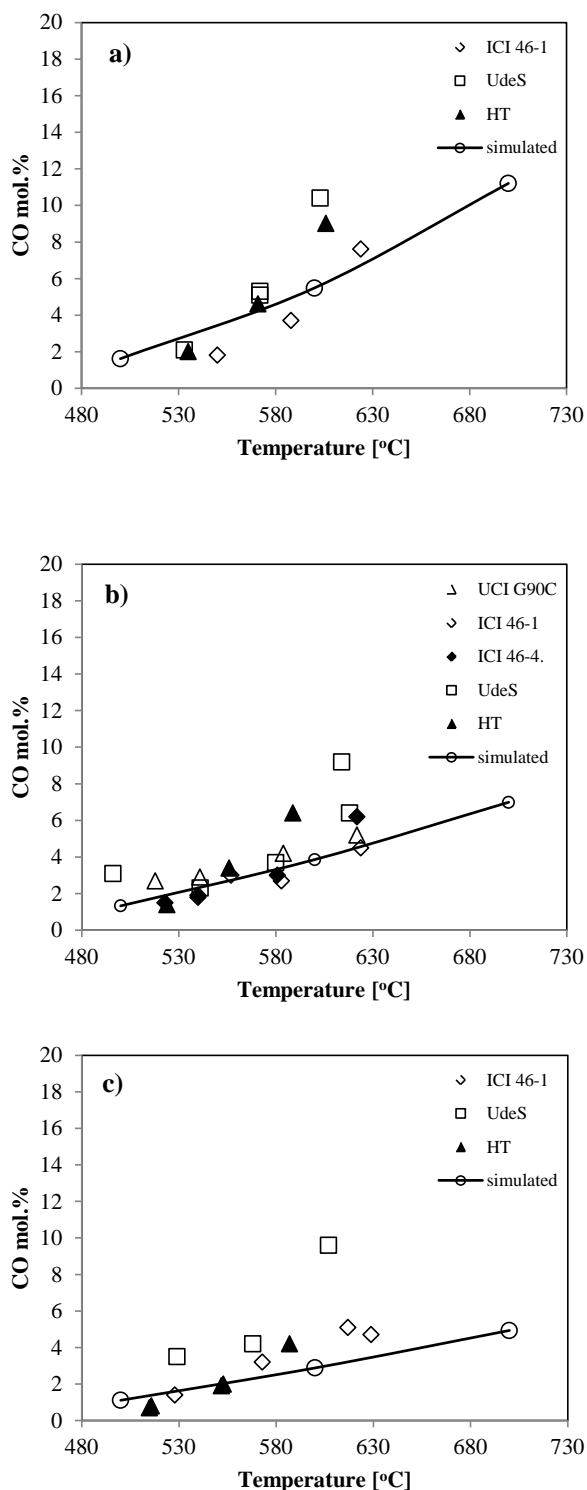 a)
ICI 46-1
UdeS
HT
simulated
20
18
16
14
12
10
8
6
4
2
0
CO mol.%
480 530 580 630 680 730
Temperature [ºC]
b)
UCI G90C
ICI 46-1
ICI 46-4.
UdeS
HT
simulated
20
18
16
14
12
10
8
6
4
2
0
CO mol.%
480 530 580 630 680 730
Temperature [ºC]
c)
ICI 46-1
UdeS
HT
simulated
20
18
16
14
12
10
8
6
4
2
0
CO mol.%
480 530 580 630 680 730
Temperature [ºC]